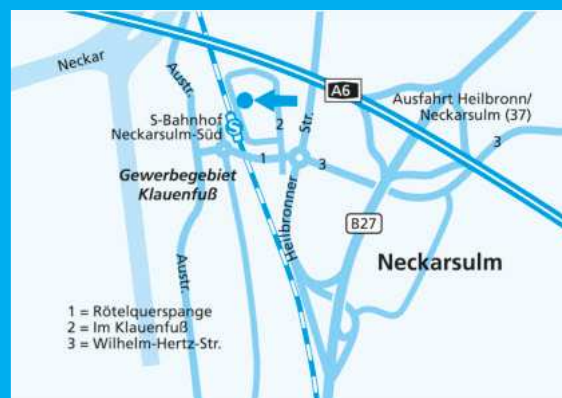 Neckar
Austr.
A6
Ausfahrt Heilbronn/
Neckarsulm (37)
S-Bahnhof
Neckarsulm-Süd
S
2
Str.
3
1
3
Gewerbegebiet
Klauenfuß
Heilbronner
B27
Neckarsulm
Austr.
1 = Rötelquerspange
2 = Im Klauenfuß
3 = Wilhelm-Hertz-Str.